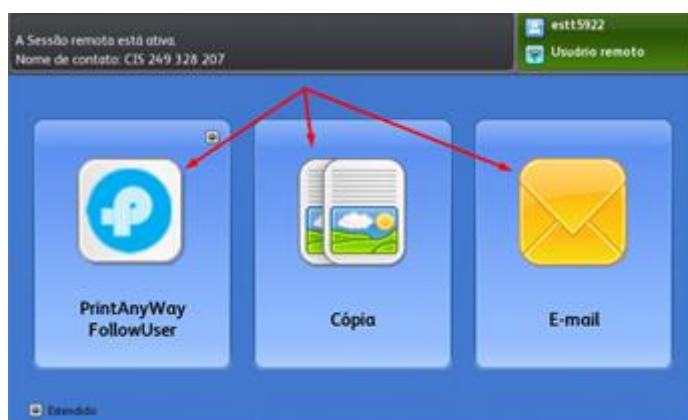 A Sessão remota está ativa.
Nome de contato: CIS 249 328 207
estt5922
Usuário remoto
PrintAnyWay
FollowUser
Cópia
E-mail
Estendido